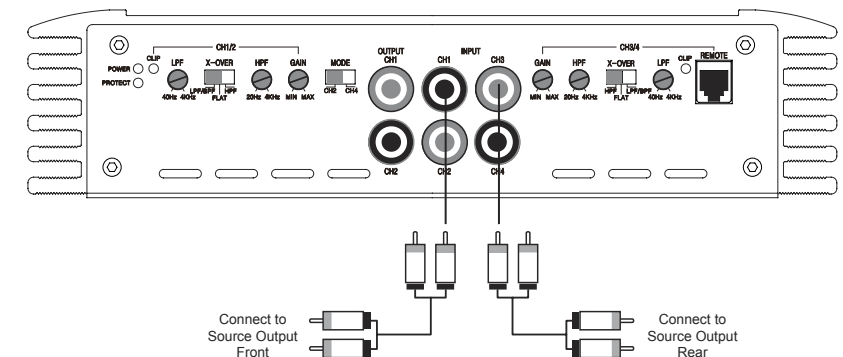 CH1/2
CLIP
POWER
PROTECT
LPF
X-OVER
HPF
GAIN
MODE
40Hz 4KHz
LPF/BPF HPF
FLAT
20Hz 4KHz
MIN MAX
CH2 CH4
OUTPUT
CH1
INPUT
CH1
CH3
CH2
CH2
CH4
CH3/4
GAIN
HPF
X-OVER
LPF
CLIP
REMOTE
MIN MAX
20Hz 4KHz
HPF LPF/BPF
FLAT
40Hz 4KHz
Connect to
Source Output
Front
Connect to
Source Output
Rear